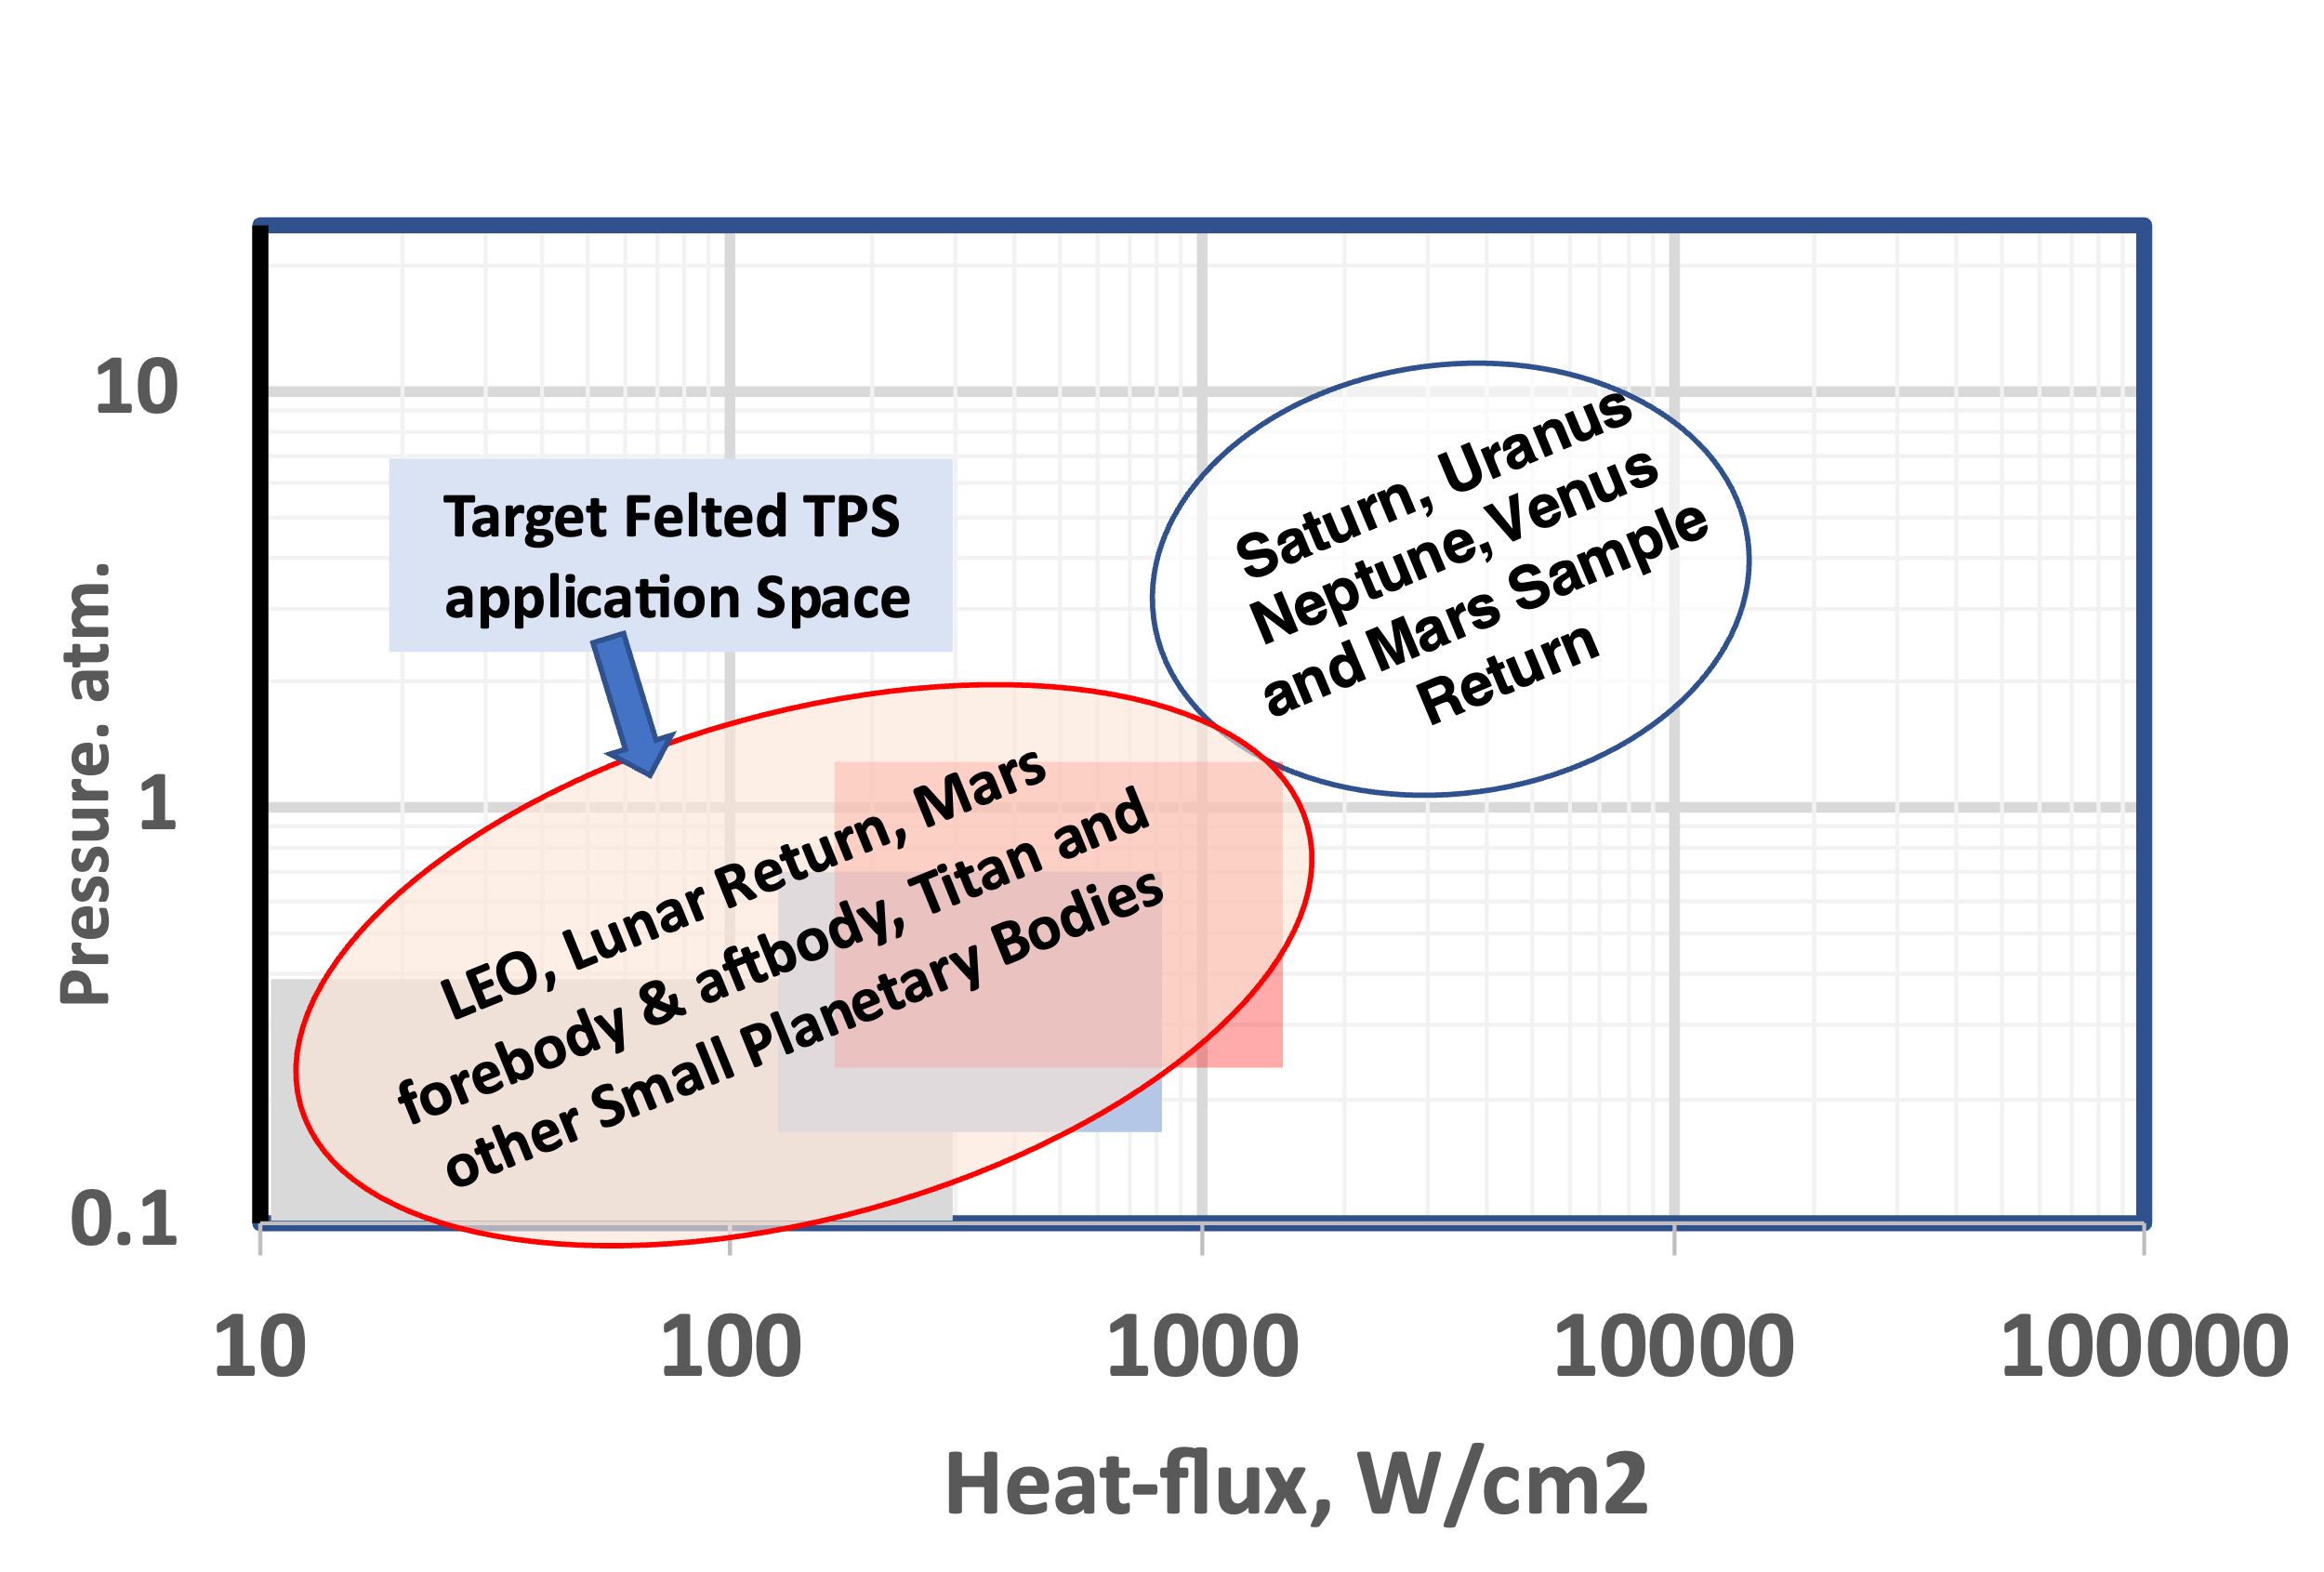 10
1
0.1
Pressure. atm.
Target Felted TPS
application Space
Saturn, Uranus
Neptune, Venus
and Mars Sample
Return
LEO, Lunar Return, Mars
forebody & aftbody, Titan and
other Small Planetary Bodies
10
100
1000
10000
100000
Heat-flux, W/cm2